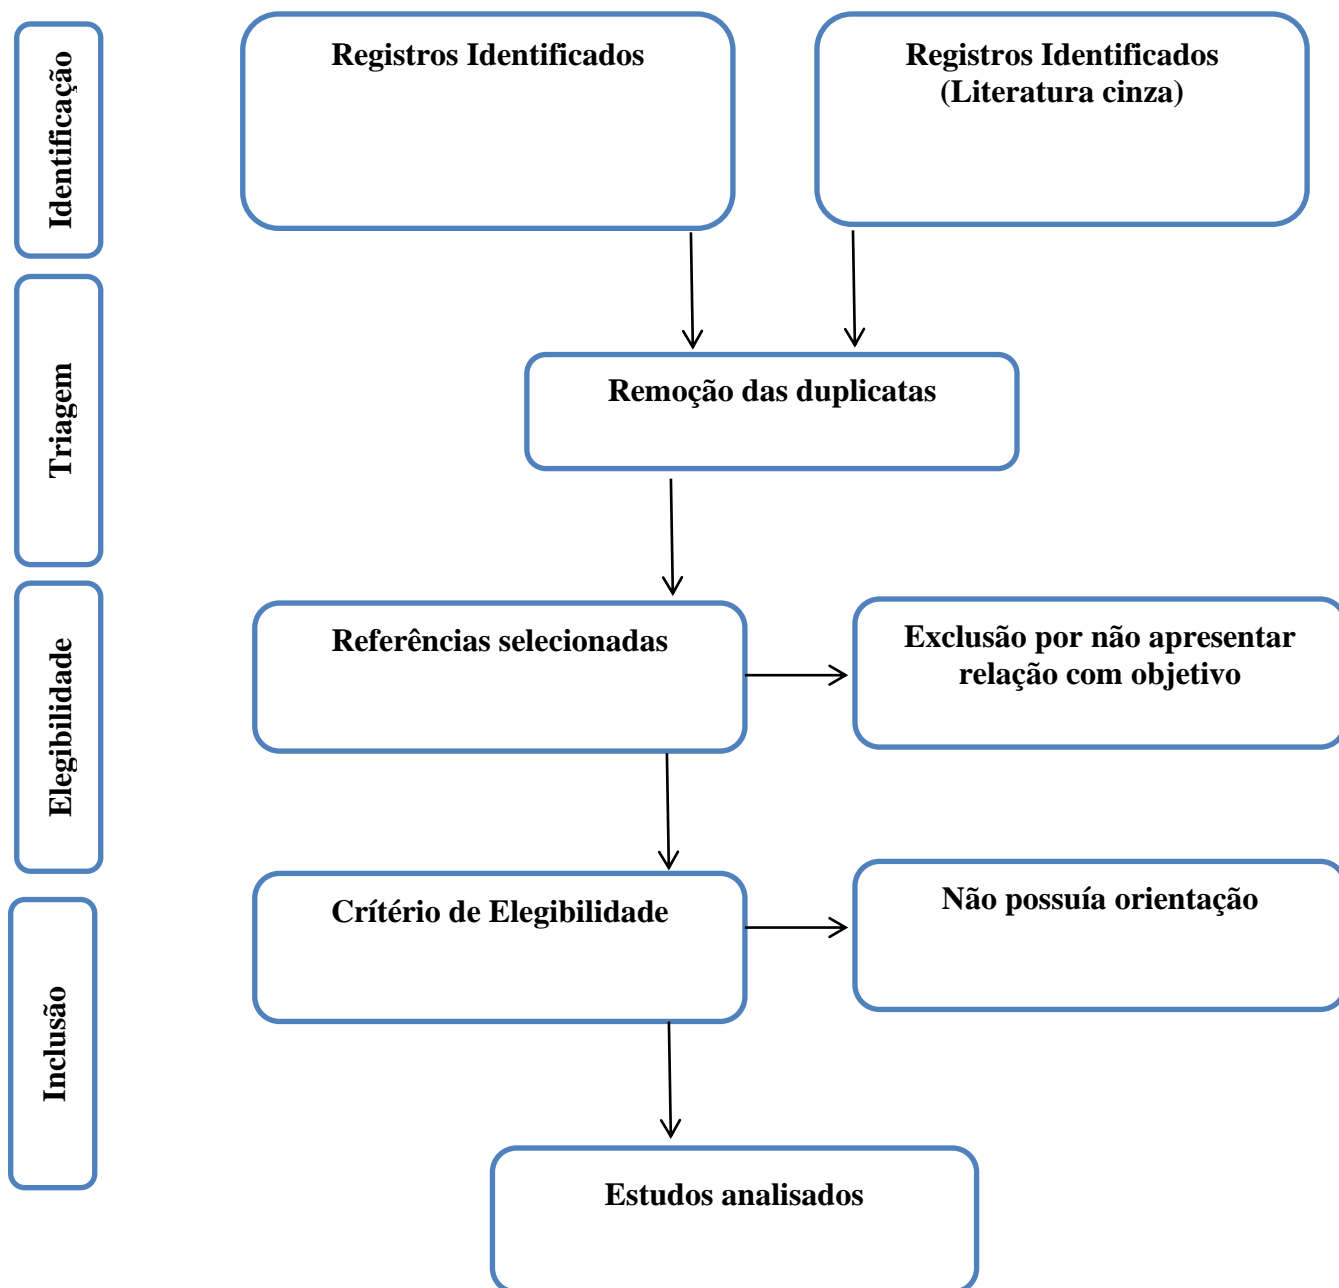 Identificação
Registros Identificados
Registros Identificados
(Literatura cinza)
Triagem
Remoção das duplicatas
Elegibilidade
Referências selecionadas
Exclusão por não apresentar
relação com objetivo
Inclusão
Crítério de Elegibilidade
Não possuía orientação
Estudos analisados